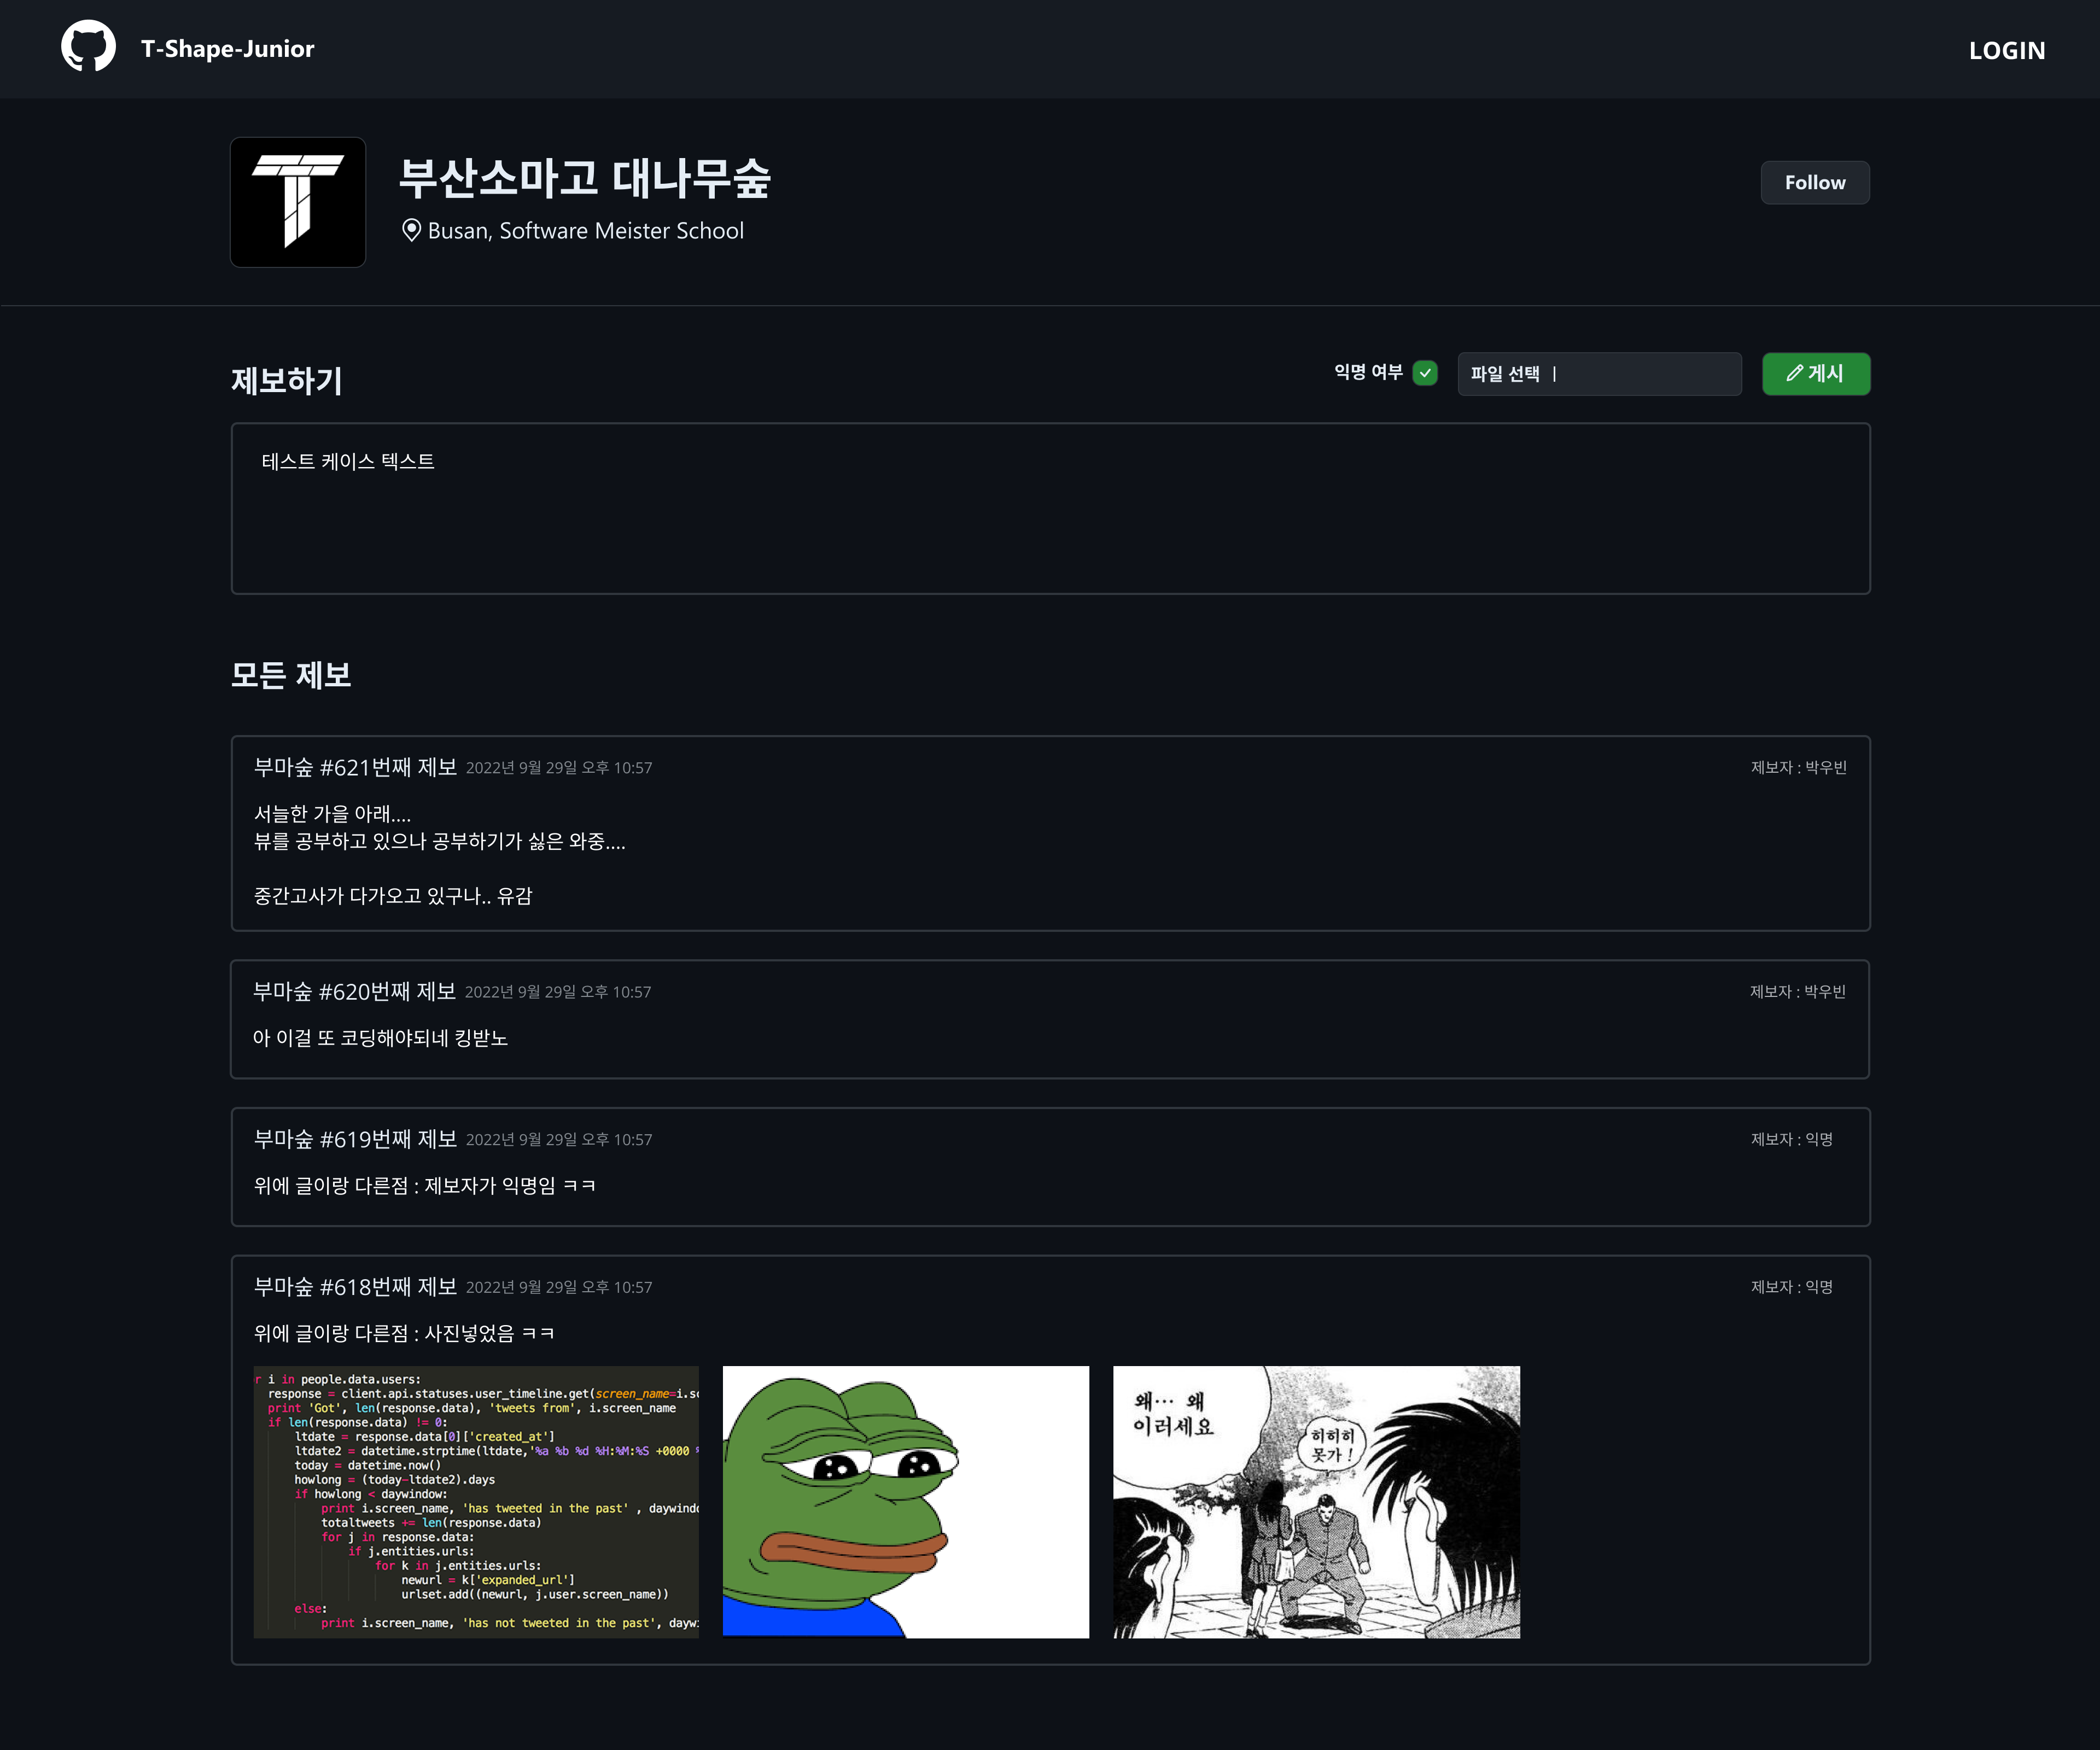 T-Shape-Junior
LOGIN
부산소마고 대나무숲
Busan, Software Meister School
Follow
제보하기
익명 여부
파일 선택 |
게시
테스트 케이스 텍스트
모든 제보
부마숲 #621번째 제보 2022년 9월 29일 오후 10:57
제보자 : 박우빈
서늘한 가을 아래....
뷰를 공부하고 있으나 공부하기가 싫은 와중....
중간고사가 다가오고 있구나.. 유감
부마숲 #620번째 제보 2022년 9월 29일 오후 10:57
제보자 : 박우빈
아 이걸 또 코딩해야되네 킹받노
부마숲 #619번째 제보 2022년 9월 29일 오후 10:57
제보자 : 익명
위에 글이랑 다른점 : 제보자가 익명임 ㅋㅋ
부마숲 #618번째 제보 2022년 9월 29일 오후 10:57
제보자 : 익명
위에 글이랑 다른점 : 사진넣었음 ㅋㅋ
r i in people.data.users:
response = client.api.statuses.user_timeline.get(screen_name=i.sc
print 'Got', len(response.data), 'tweets from', i.screen_name
if len(response.data) != 0:
ltdate = response.data[0]['created_at']
ltdate2 = datetime.strptime(ltdate,'%a %b %d %H:%M:%S +0000 %
today = datetime.now()
howlong = (today-ltdate2).days
if howlong < daywindow:
print i.screen_name, 'has tweeted in the past' , daywindo
totaltweets += len(response.data)
for j in response.data:
if j.entities.urls:
for k in j.entities.urls:
newurl = k['expanded_url']
urlset.add((newurl, j.user.screen_name))
else:
print i.screen_name, 'has not tweeted in the past', daywi
왜… 왜
이러세요
히히히
못가!